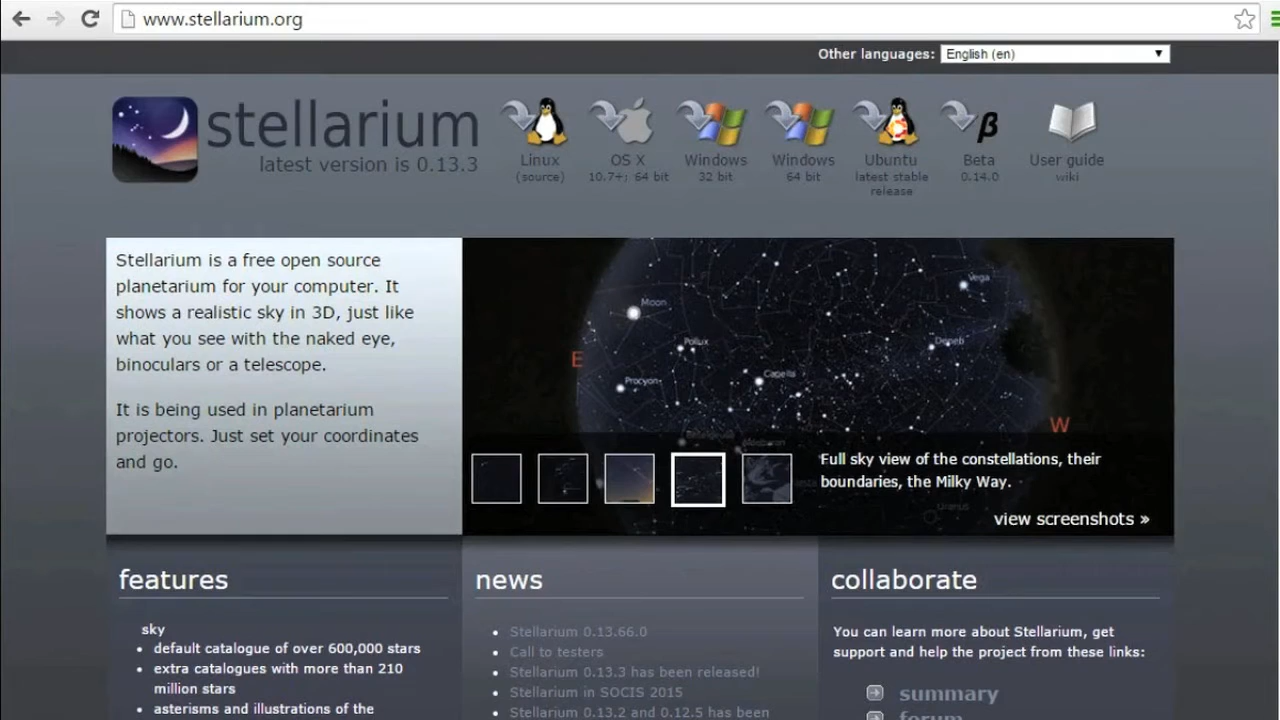 www.stellarium.org
Other languages: English (en)
stellarium
latest version is 0.13.3
Linux
(source)
OS X
10.7+; 64 bit
Windows
32 bit
Windows
64 bit
Ubuntu
latest stable
release
Beta
0.14.0
User guide
wiki
β
Stellarium is a free open source
planetarium for your computer. It
shows a realistic sky in 3D, just like
what you see with the naked eye,
binoculars or a telescope.
It is being used in planetarium
projectors. Just set your coordinates
and go.
Vega
Moon
Pollux
Deneb
E
Capella
Procyon
W
Full sky view of the constellations, their
boundaries, the Milky Way.
Uranus
view screenshots »
features
sky
default catalogue of over 600,000 stars
extra catalogues with more than 210
million stars
asterisms and illustrations of the
news
Stellarium 0.13.66.0
Call to testers
Stellarium 0.13.3 has been released!
Stellarium in SOCIS 2015
Stellarium 0.13.2 and 0.12.5 has been
collaborate
You can learn more about Stellarium, get
support and help the project from these links:
summary
forum